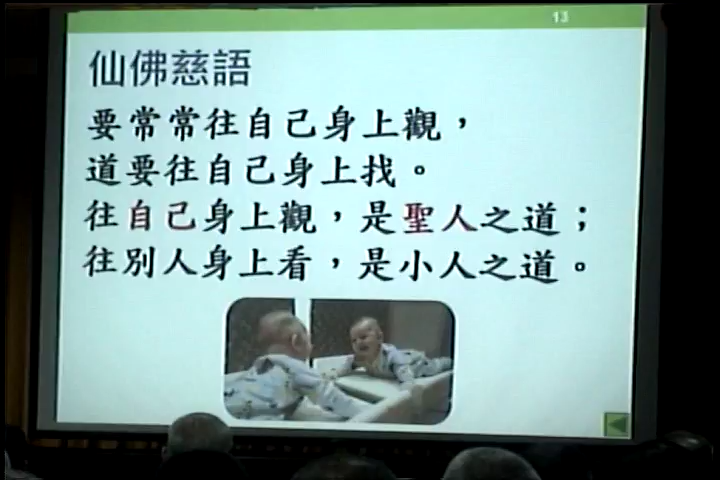 13
仙佛慈語
要常常往自己身上觀，
道要往自己身上找。
往自己身上觀，是聖人之道；
往別人身上看，是小人之道。